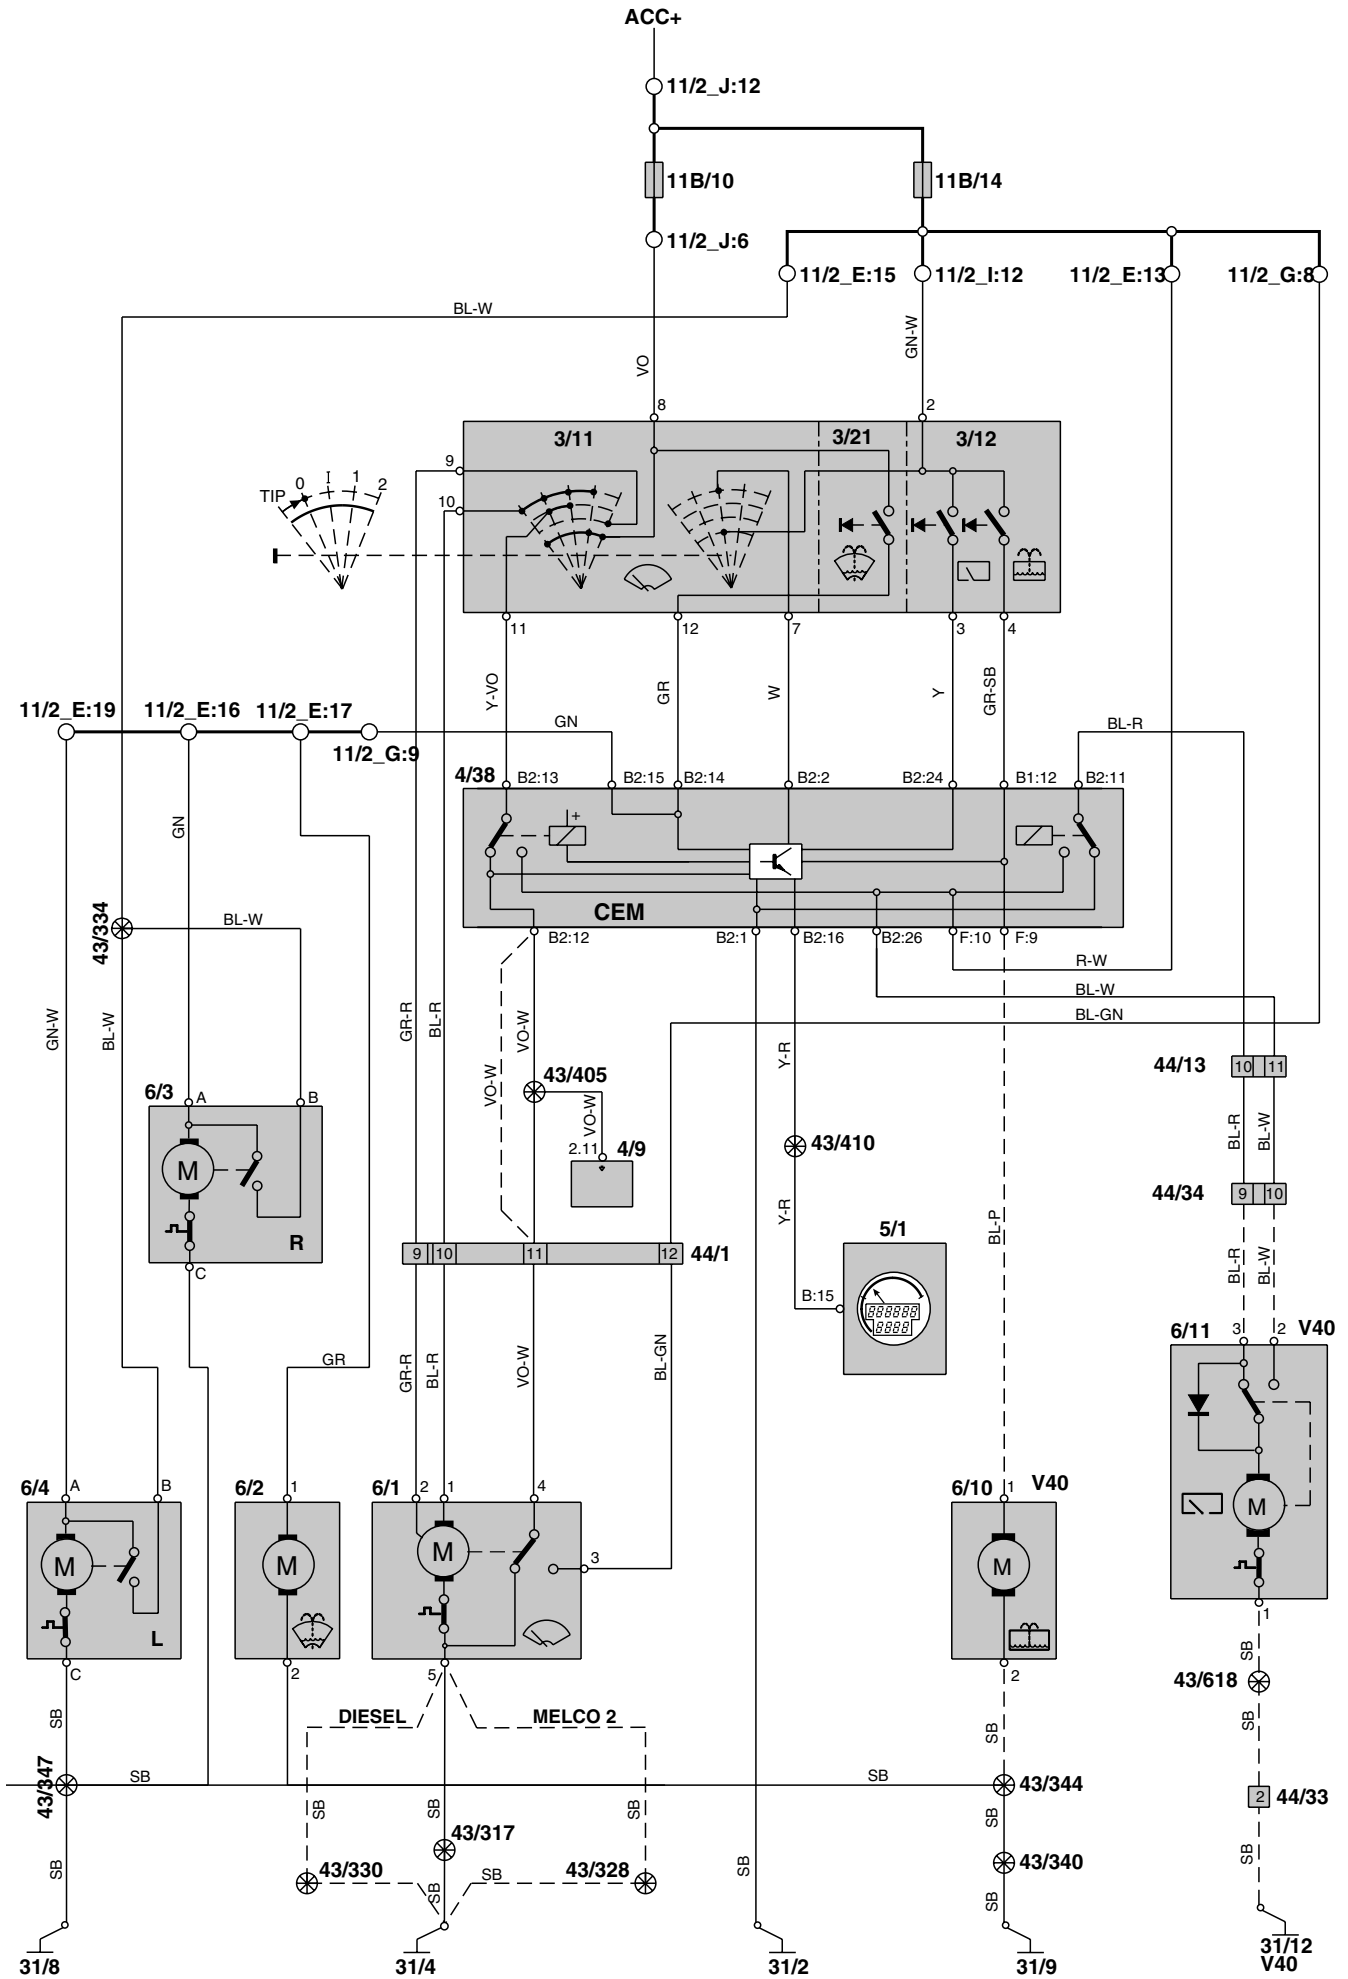 ACC+
11/2_J:12
11B/10
11B/14
11/2_J:6
11/2_E:15
11/2_I:12
11/2_E:13
11/2_G:8
BL-W
VO
GN-W
8
2
3/11
3/21
3/12
9
10
TIP
0
I
1
2
11
12
7
3
4
Y-VO
GR
W
Y
GR-SB
11/2_E:19
11/2_E:16
11/2_E:17
11/2_G:9
GN
BL-R
4/38
B2:13
B2:15
B2:14
B2:2
B2:24
B1:12
B2:11
+
GN
CEM
43/334
BL-W
B2:12
B2:1
B2:16
B2:26
F:10
F:9
R-W
BL-W
BL-GN
GN-W
BL-W
GR-R
BL-R
VO-W
VO-W
Y-R
44/13
10
11
43/405
VO-W
6/3
A
B
M
R
C
2.11
4/9
43/410
BL-R
BL-W
44/34
9
10
Y-R
BL-P
5/1
9
10
11
12
44/1
BL-R
BL-W
B:15
888888
8888
6/11
3
2
V40
GR
GR-R
BL-R
VO-W
BL-GN
M
1
6/4
A
B
M
L
C
6/2
1
M
2
6/1
2
1
4
M
3
5
6/10
1
V40
M
2
SB
43/618
SB
DIESEL
MELCO 2
SB
SB
43/347
SB
SB
43/344
2
44/33
SB
SB
SB
SB
43/317
43/340
SB
SB
43/330
SB
SB
43/328
SB
SB
31/8
31/4
31/2
31/9
31/12
V40